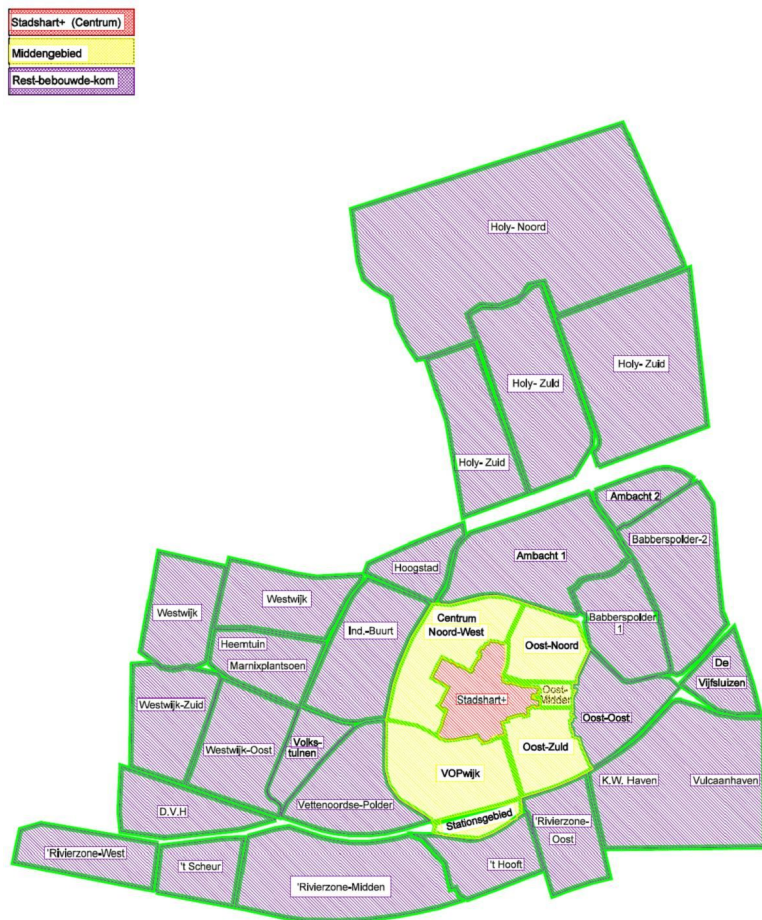 Stadshart+ (Centrum)
Middengebied
Rest-bebouwde-kom
Holy- Noord
Holy- Zuid
Holy- Zuid
Holy- Zuid
Ambacht 2
Babberspolder-2
Ambacht 1
Hoogstad
Westwijk
Westwijk
Ind.-Buurt
Centrum
Noord-West
Oost-Noord
Babberspolder
1
Heemtuin
Marnixplantsoen
De
Vijfsluizen
Stadshart+
Oost-
Midden
Westwijk-Zuid
Oost-Oost
Westwijk-Oost
Volks-
tuinen
Oost-Zuid
VOPwijk
K.W. Haven
Vulcaanhaven
D.V.H
Vettenoordse-Polder
Stationsgebied
'Rivierzone-
Oost
'Rivierzone-West
't Scheur
't Hooft
'Rivierzone-Midden